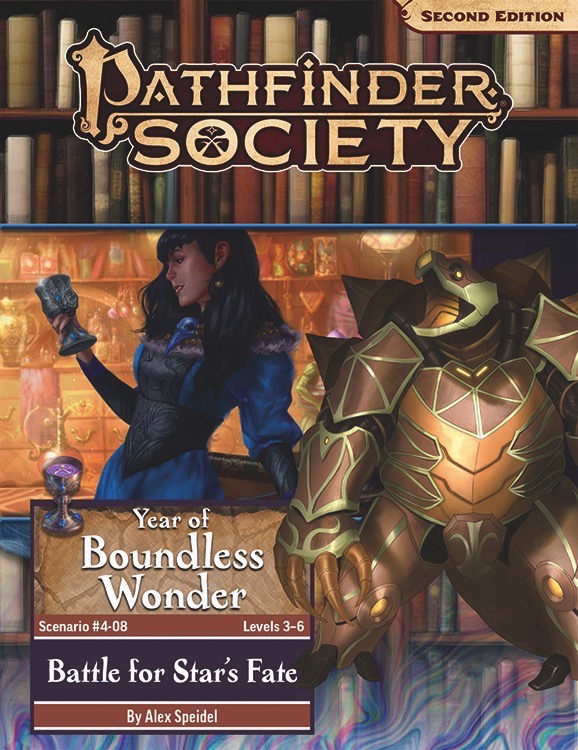 Second Edition
Pathfinder
Society
Year of
Boundless
Wonder
Scenario #4-08 Levels 3–6
Battle for Star's Fate
By Alex Speidel